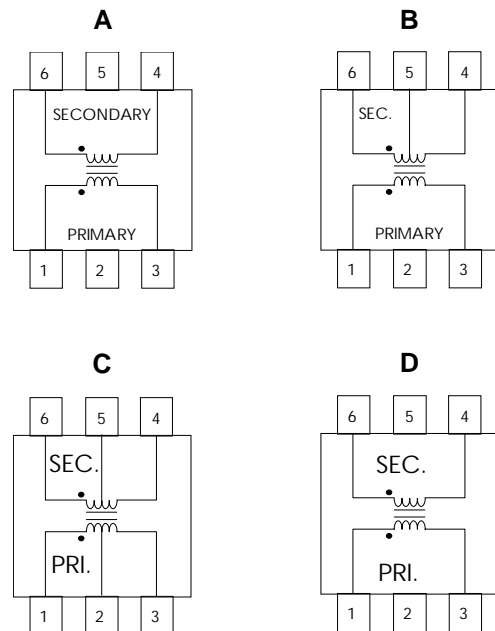 A
6 5 4
SECONDARY
PRIMARY
1 2 3
B
6 5 4
SEC.
PRIMARY
1 2 3
C
6 5 4
SEC.
PRI.
1 2 3
D
6 5 4
SEC.
PRI.
1 2 3